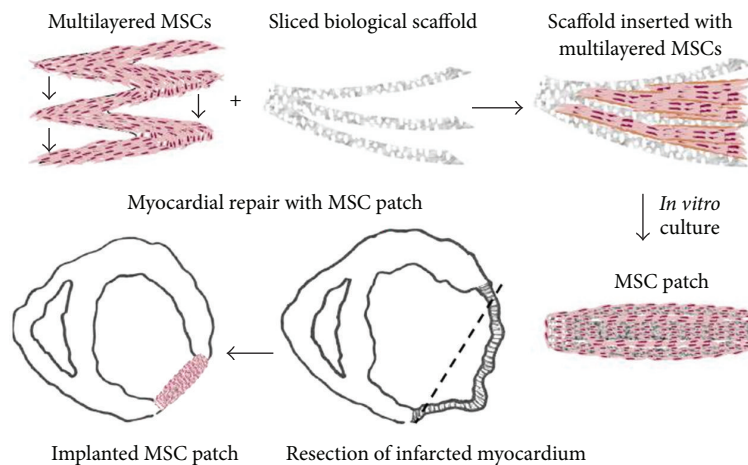 Multilayered MSCs
Sliced biological scaffold
Scaffold inserted with
multilayered MSCs
+
Myocardial repair with MSC patch
In vitro
culture
MSC patch
Implanted MSC patch
Resection of infarcted myocardium